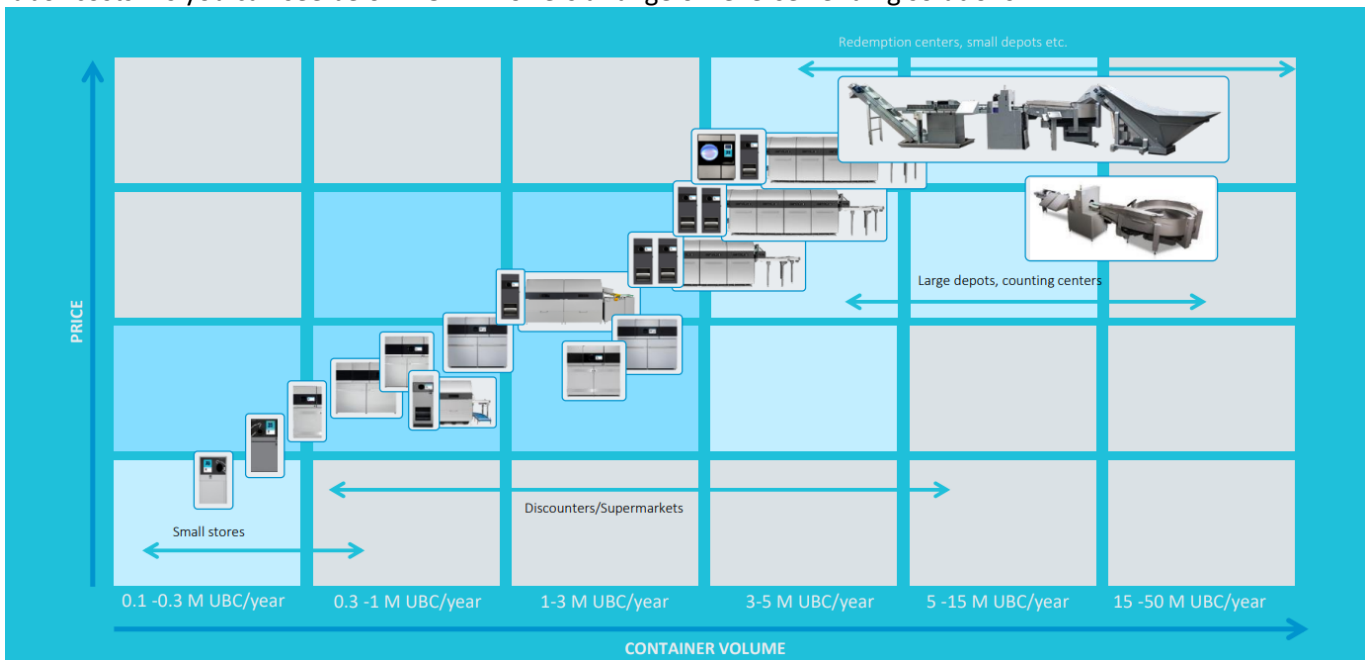 Redemption centers, small depots etc.
Large depots, counting centers
PRICE
Discounters/Supermarkets
Small stores
0.1 -0.3 M UBC/year
0.3 -1 M UBC/year
1-3 M UBC/year
3-5 M UBC/year
5 -15 M UBC/year
15 -50 M UBC/year
CONTAINER VOLUME